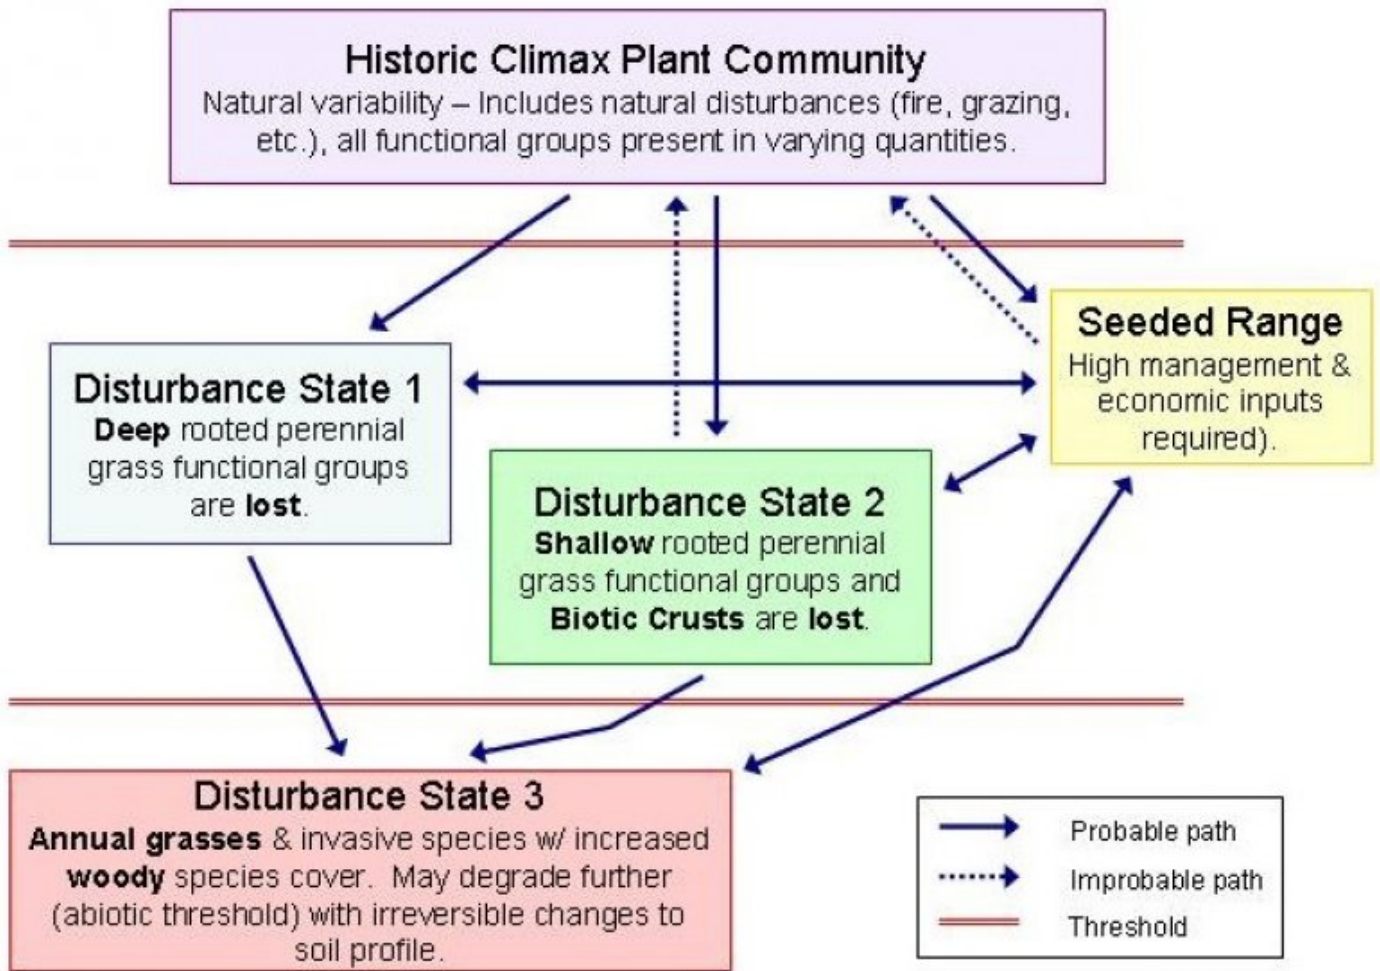 Historic Climax Plant Community
Natural variability – Includes natural disturbances (fire, grazing,
etc.), all functional groups present in varying quantities.
Seeded Range
High management &
economic inputs
required).
Disturbance State 1
Deep rooted perennial
grass functional groups
are lost.
Disturbance State 2
Shallow rooted perennial
grass functional groups and
Biotic Crusts are lost.
Disturbance State 3
Annual grasses & invasive species w/ increased
woody species cover. May degrade further
(abiotic threshold) with irreversible changes to
soil profile.
Probable path
Improbable path
Threshold